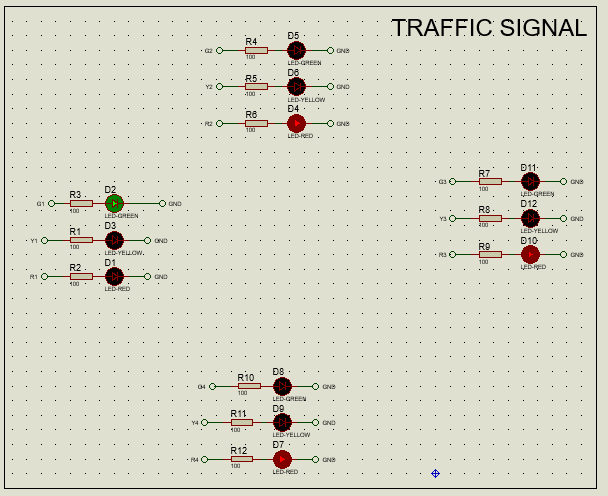 TRAFFIC SIGNAL
G2 R4 100 D5 LED-GREEN GND
Y2 R5 100 D6 LED-YELLOW GND
R2 R6 100 D4 LED-RED GND
G3 R7 100 D11 LED-GREEN GND
Y3 R8 100 D12 LED-YELLOW GND
R3 R9 100 D10 LED-RED GND
G1 R3 100 D2 LED-GREEN GND
Y1 R1 100 D3 LED-YELLOW GND
R1 R2 100 D1 LED-RED GND
G4 R10 100 D8 LED-GREEN GND
Y4 R11 100 D9 LED-YELLOW GND
R4 R12 100 D7 LED-RED GND